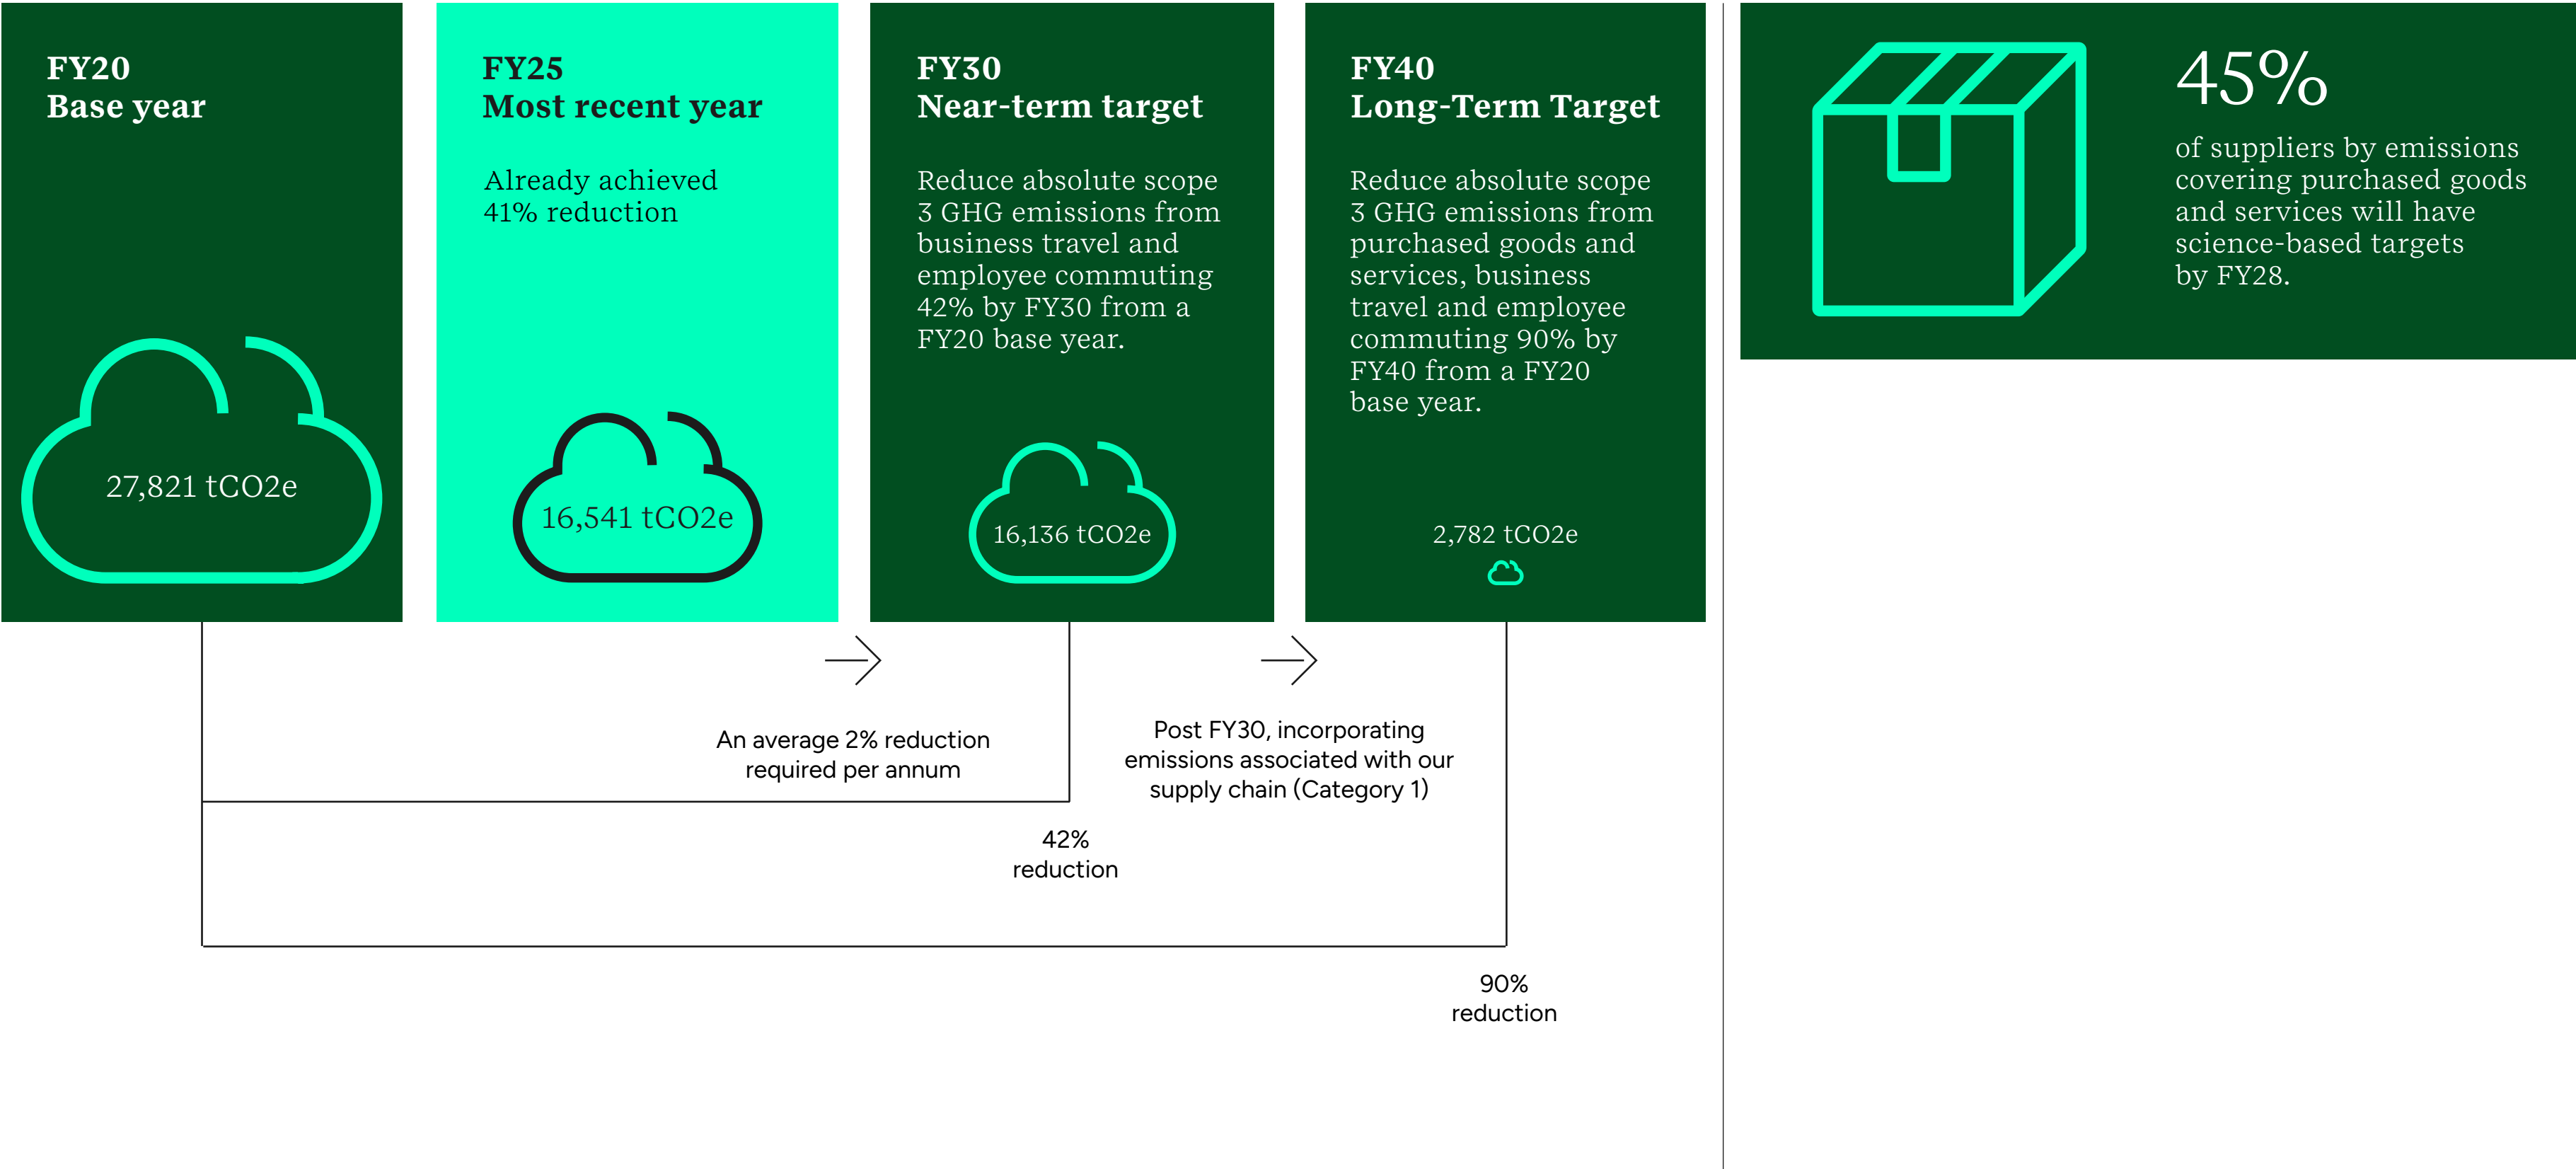 FY20
Base year
27,821 tCO2e
FY25
Most recent year
Already achieved
41% reduction
16,541 tCO2e
FY30
Near-term target
Reduce absolute scope
3 GHG emissions from
business travel and
employee commuting
42% by FY30 from a
FY20 base year.
16,136 tCO2e
FY40
Long-Term Target
Reduce absolute scope
3 GHG emissions from
purchased goods and
services, business
travel and employee
commuting 90% by
FY40 from a FY20
base year.
2,782 tCO2e
45%
of suppliers by emissions
covering purchased goods
and services will have
science-based targets
by FY28.
An average 2% reduction
required per annum
Post FY30, incorporating
emissions associated with our
supply chain (Category 1)
42%
reduction
90%
reduction